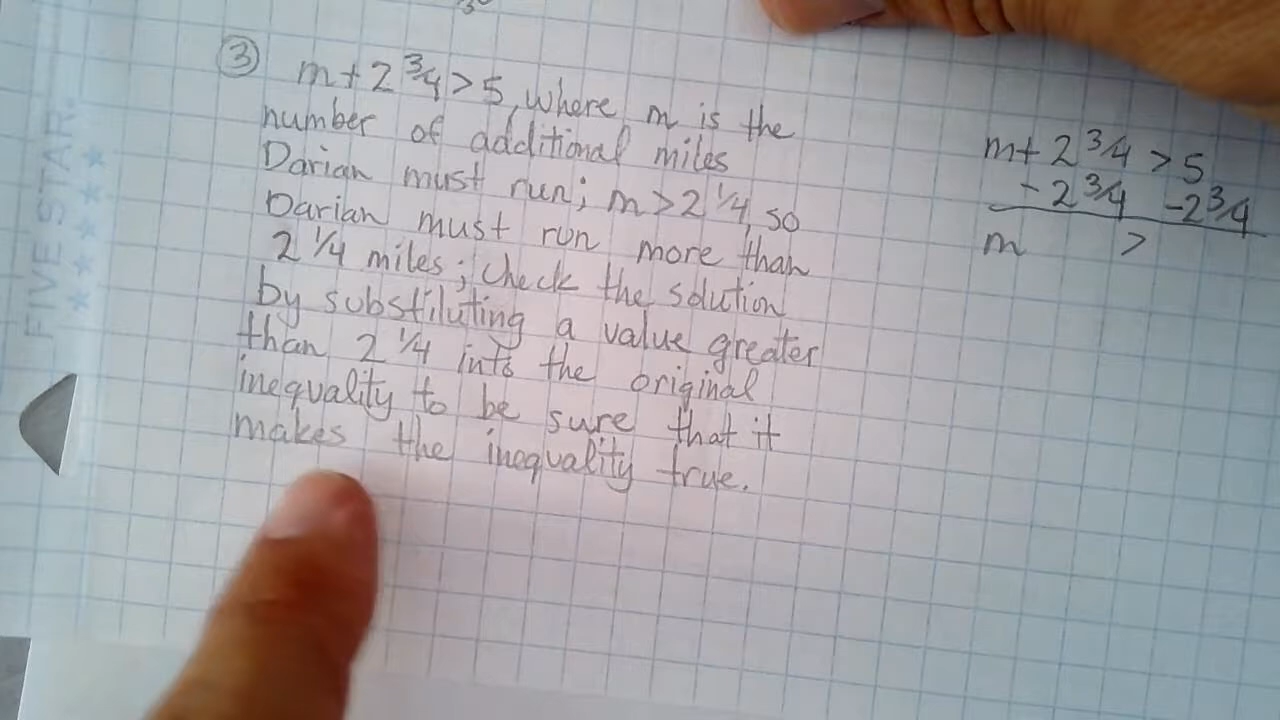 ③ m + 2 3/4 > 5, where m is the
number of additional miles
Darian must run; m > 2 1/4, so
Darian must run more than
2 1/4 miles; check the solution
by substiluting a value greater
than 2 1/4 into the original
inequality to be sure that it
makes the inequality true.
m + 2 3/4 > 5
- 2 3/4 -2 3/4
m >
FIVE STAR.